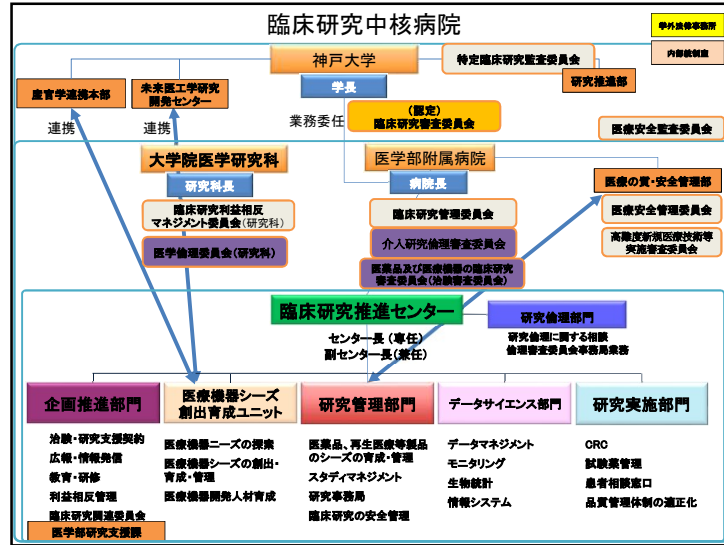 臨床研究中核病院
学外法体事務所
内部統制室
神戸大学
特定臨床研究監査委員会
産官学連携本部
未来医工学研究
開発センター
学長
研究推進部
連携
連携
業務委任
(認定)
臨床研究審査委員会
医療安全監査委員会
大学院医学研究科
医学部附属病院
研究科長
病院長
医療の質・安全管理部
臨床研究利益相反
マネジメント委員会(研究科)
臨床研究管理委員会
医療安全管理委員会
医学倫理委員会(研究科)
介入研究倫理審査委員会
高難度新規医療技術等
実施審査委員会
医薬品及び医療機器の臨床研究
審査委員会(治験審査委員会)
臨床研究推進センター
研究倫理部門
センター長(専任)
副センター長(兼任)
研究倫理に関する相談
倫理審査委員会事務局業務
企画推進部門
医療機器シーズ
創出育成ユニット
研究管理部門
データサイエンス部門
研究実施部門
治験・研究支援契約
広報・情報発信
教育・研修
利益相反管理
臨床研究関連委員会
医学部研究支援課
医療機器ニーズの探索
医療機器シーズの創出・
育成・管理
医療機器開発人材育成
医薬品、再生医療等製品
のシーズの育成・管理
スタディマネジメント
研究事務局
臨床研究の安全管理
データマネジメント
モニタリング
生物統計
情報システム
CRC
試験薬管理
患者相談窓口
品質管理体制の適正化